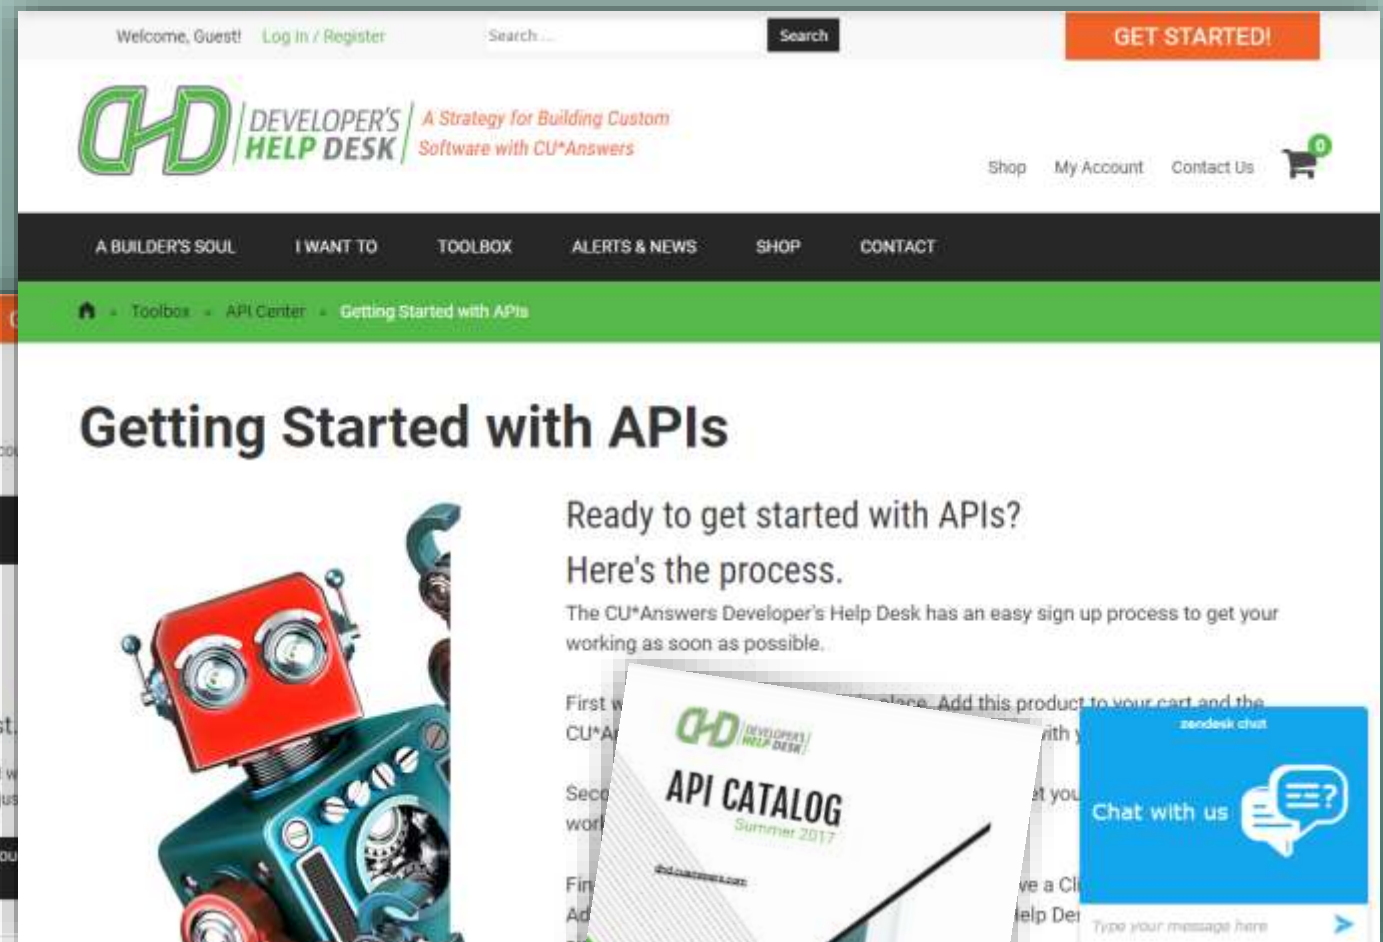 Welcome, Guest! Log In / Register Search ... Search GET STARTED!
DHD DEVELOPER'S HELP DESK
A Strategy for Building Custom
Software with CU*Answers
Shop My Account Contact Us 0
A BUILDER'S SOUL I WANT TO TOOLBOX ALERTS & NEWS SHOP CONTACT
Toolbox API Center Getting Started with APIs
Getting Started with APIs
Ready to get started with APIs?
Here's the process.
The CU*Answers Developer's Help Desk has an easy sign up process to get your
working as soon as possible.
First place. Add this product to your cart and the
DHD DEVELOPER'S HELP DESK
API CATALOG
Summer 2017
zendesk chat
Chat with us
Type your message here